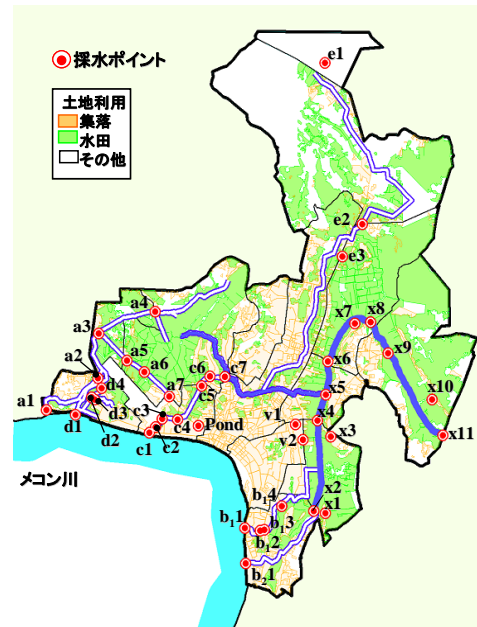 e1
採水ポイント
土地利用
集落
水田
その他
e2
e3
a4
x7
x8
a3
x9
a5
x6
a6
c6
c7
a2
d4
c5
x10
a7
x5
a1
c3
d3
x4
d1
d2
c4
Pond
v1
x3
x11
c1
c2
v2
メコン川
b₁4
x2
x1
b₁1
b₁3
b₁2
b₂1